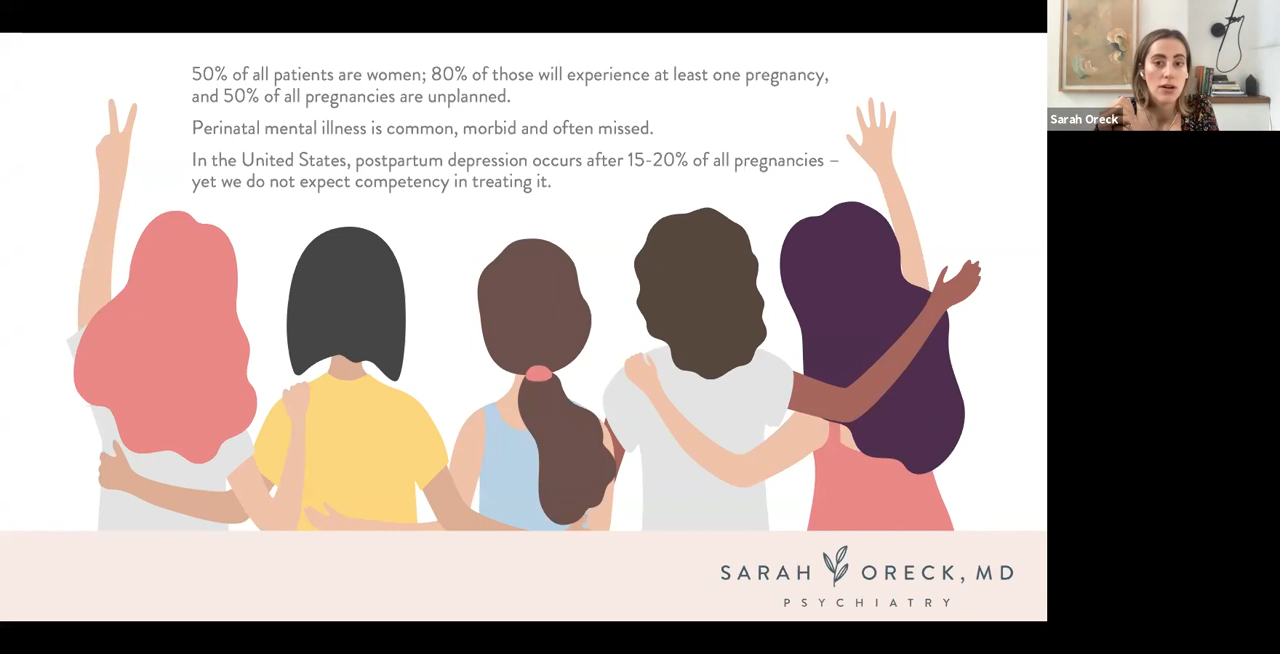 50% of all patients are women; 80% of those will experience at least one pregnancy,
and 50% of all pregnancies are unplanned.
Perinatal mental illness is common, morbid and often missed.
In the United States, postpartum depression occurs after 15-20% of all pregnancies –
yet we do not expect competency in treating it.
Sarah Oreck
SARAH ORECK, MD
PSYCHIATRY